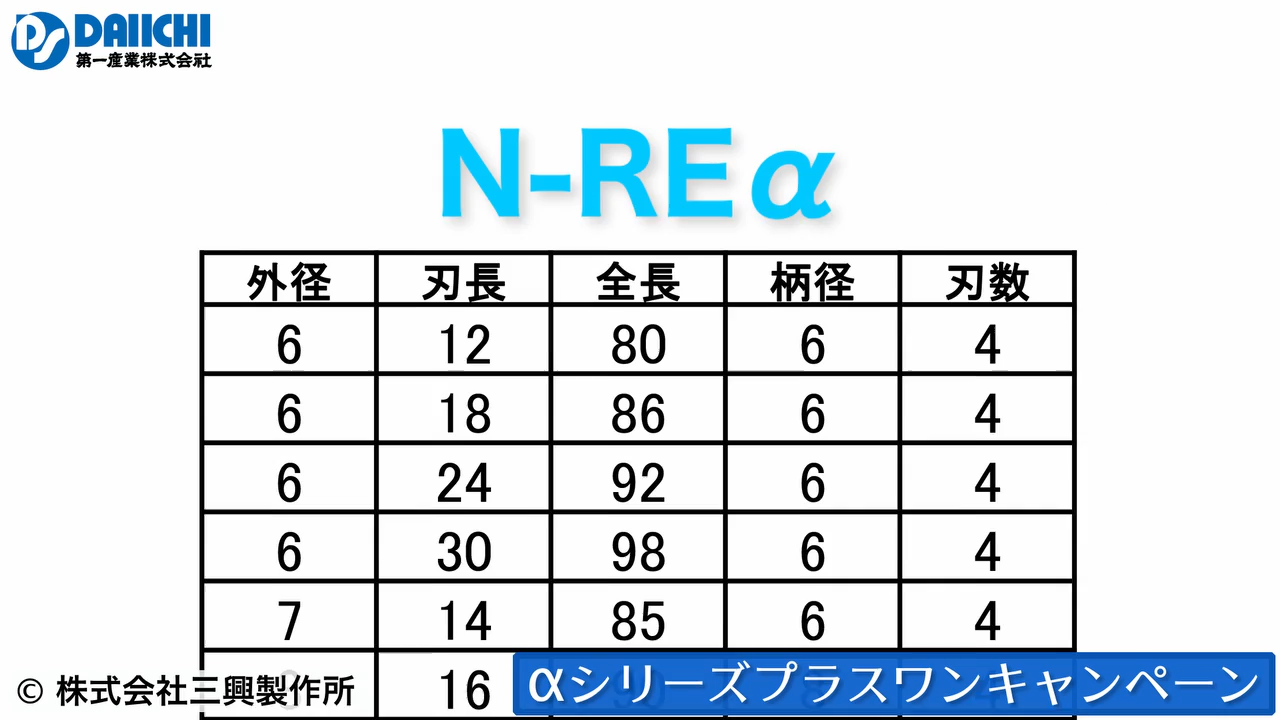 DS DAIICHI
第一産業株式会社
N-REα
外径 刃長 全長 柄径 刃数
6 12 80 6 4
6 18 86 6 4
6 24 92 6 4
6 30 98 6 4
7 14 85 6 4
16
© 株式会社三興製作所
αシリーズプラスワンキャンペーン